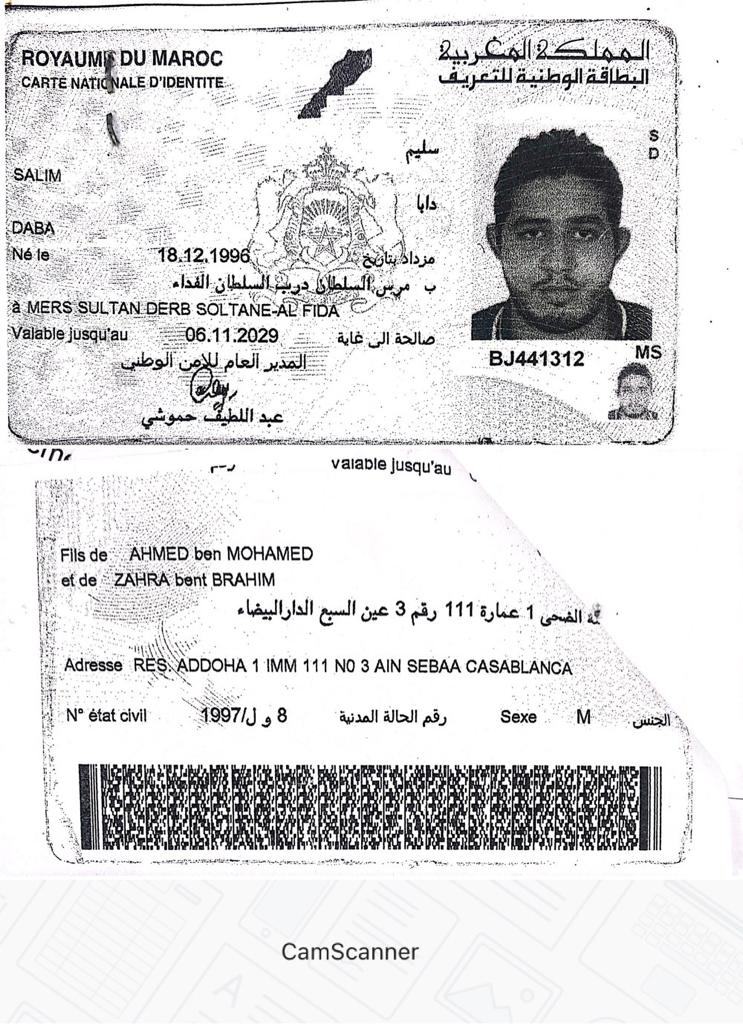 ROYAUME DU MAROC
المملكة المغربية
CARTE NATIONALE D'IDENTITE
البطاقة الوطنية للتعريف
S
D
سليم
SALIM
دابا
DABA
Né le 18.12.1996 مزداد بتاريخ
ب مرس السلطان درب السلطان الفداء
à MERS SULTAN DERB SOLTANE-AL FIDA
Valable jusqu'au 06.11.2029 صالحة الى غاية
المدير العام للامن الوطني
عبد اللطيف حموشي
BJ441312
MS
Valable jusqu'au
Fils de AHMED ben MOHAMED
et de ZAHRA bent BRAHIM
الضحى 1 عمارة 111 رقم 3 عين السبع الدارالبيضاء
Adresse RES ADDOHA 1 IMM 111 N0 3 AIN SEBAA CASABLANCA
N° état civil 8 و ل/1997 رقم الحالة المدنية Sexe M الجنس
CamScanner